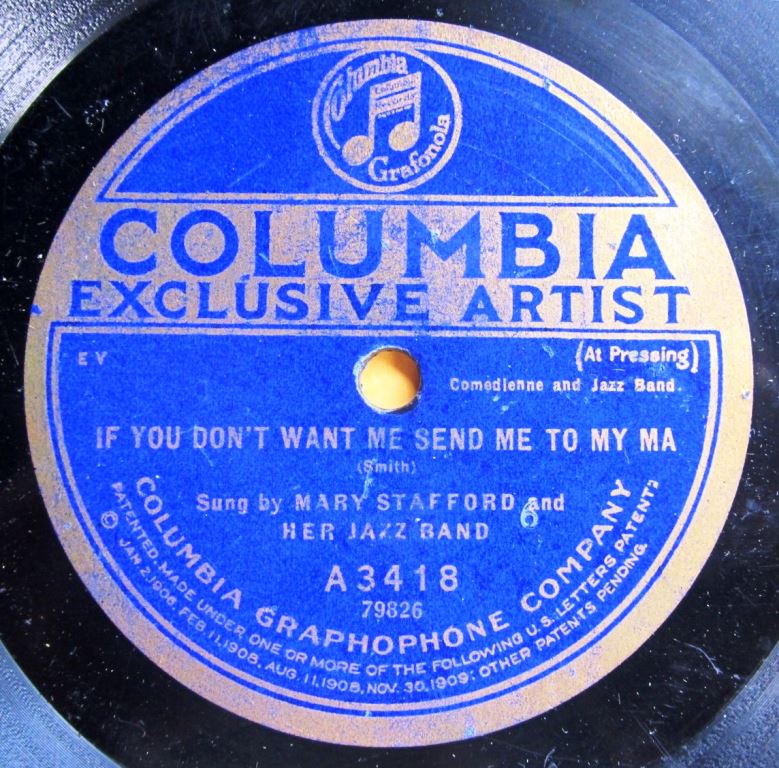 Columbia
Columbia
Records
Grafonola
COLUMBIA
EXCLUSIVE ARTIST
E V
(At Pressing)
Comedienne and Jazz Band.
IF YOU DON'T WANT ME SEND ME TO MY MA
(Smith)
Sung by MARY STAFFORD and
HER JAZZ BAND
6
A3418
79826
COLUMBIA GRAPHOPHONE COMPANY
PATENTED. MADE UNDER ONE OR MORE OF THE FOLLOWING U.S. LETTERS PATENT:
© JAN. 2, 1906, FEB. 11, 1908, AUG. 11, 1908, NOV. 30, 1909: OTHER PATENTS PENDING.